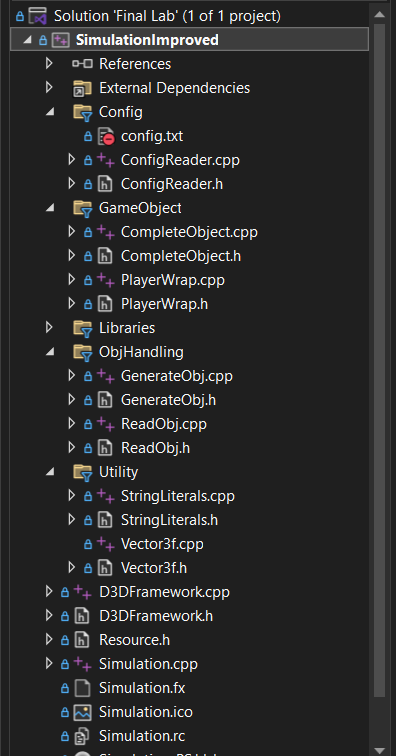 Solution 'Final Lab' (1 of 1 project)
SimulationImproved
References
External Dependencies
Config
config.txt
ConfigReader.cpp
ConfigReader.h
GameObject
CompleteObject.cpp
CompleteObject.h
PlayerWrap.cpp
PlayerWrap.h
Libraries
ObjHandling
GenerateObj.cpp
GenerateObj.h
ReadObj.cpp
ReadObj.h
Utility
StringLiterals.cpp
StringLiterals.h
Vector3f.cpp
Vector3f.h
D3DFramework.cpp
D3DFramework.h
Resource.h
Simulation.cpp
Simulation.fx
Simulation.ico
Simulation.rc